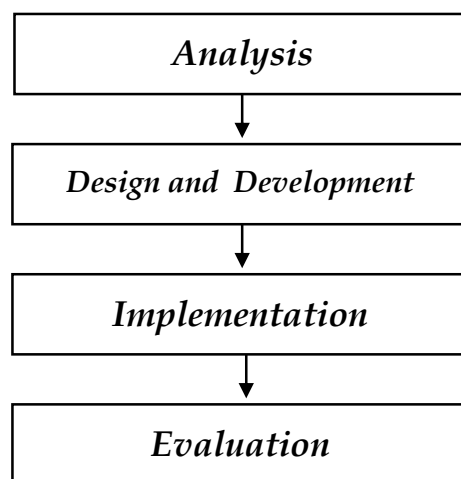 Analysis
Design and Development
Implementation
Evaluation